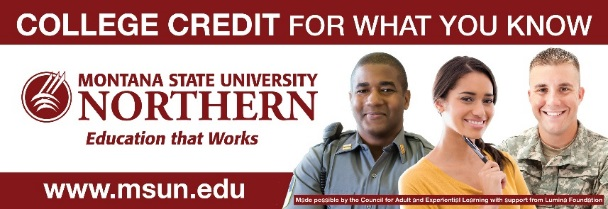 COLLEGE CREDIT FOR WHAT YOU KNOW
MONTANA STATE UNIVERSITY
NORTHERN
Education that Works
www.msun.edu
Made possible by the Council for Adult and Experiential Learning with support from Lumina Foundation